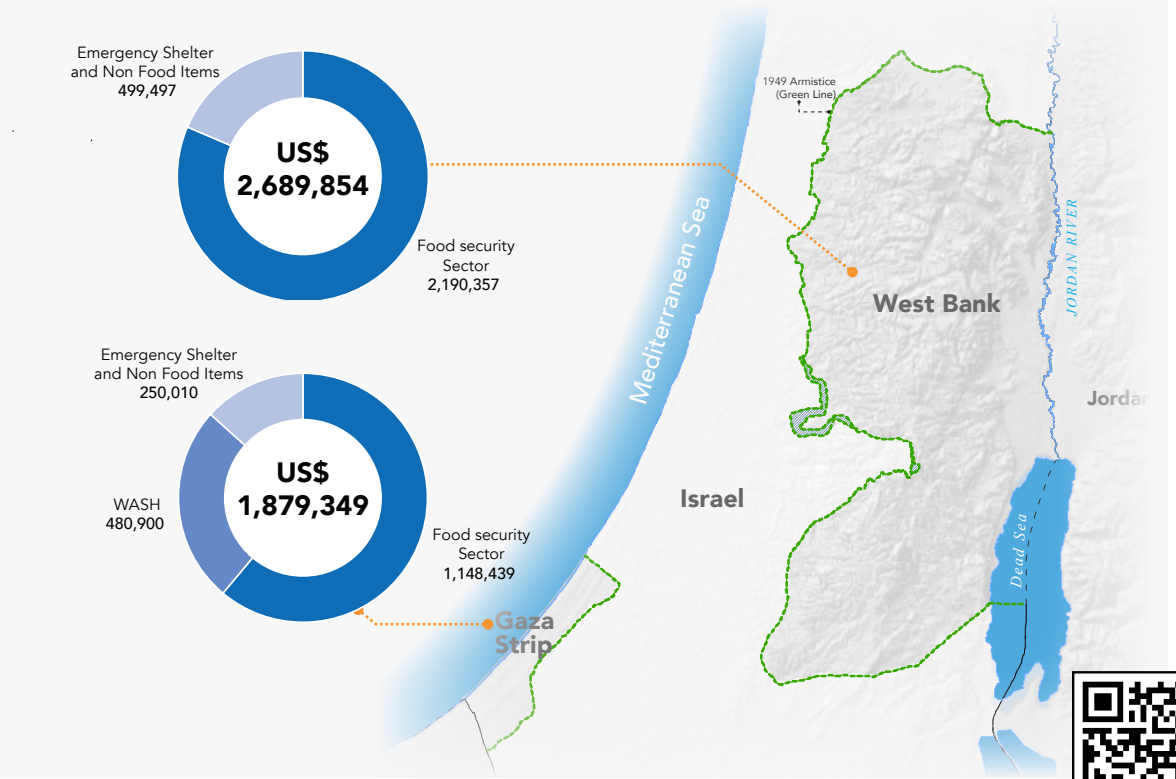 Emergency Shelter
and Non Food Items
499,497
US$
2,689,854
Food security
Sector
2,190,357
Emergency Shelter
and Non Food Items
250,010
US$
1,879,349
WASH
480,900
Food security
Sector
1,148,439
1949 Armistice
(Green Line)
Mediterranean Sea
West Bank
JORDAN RIVER
Israel
Dead Sea
Gaza
Strip